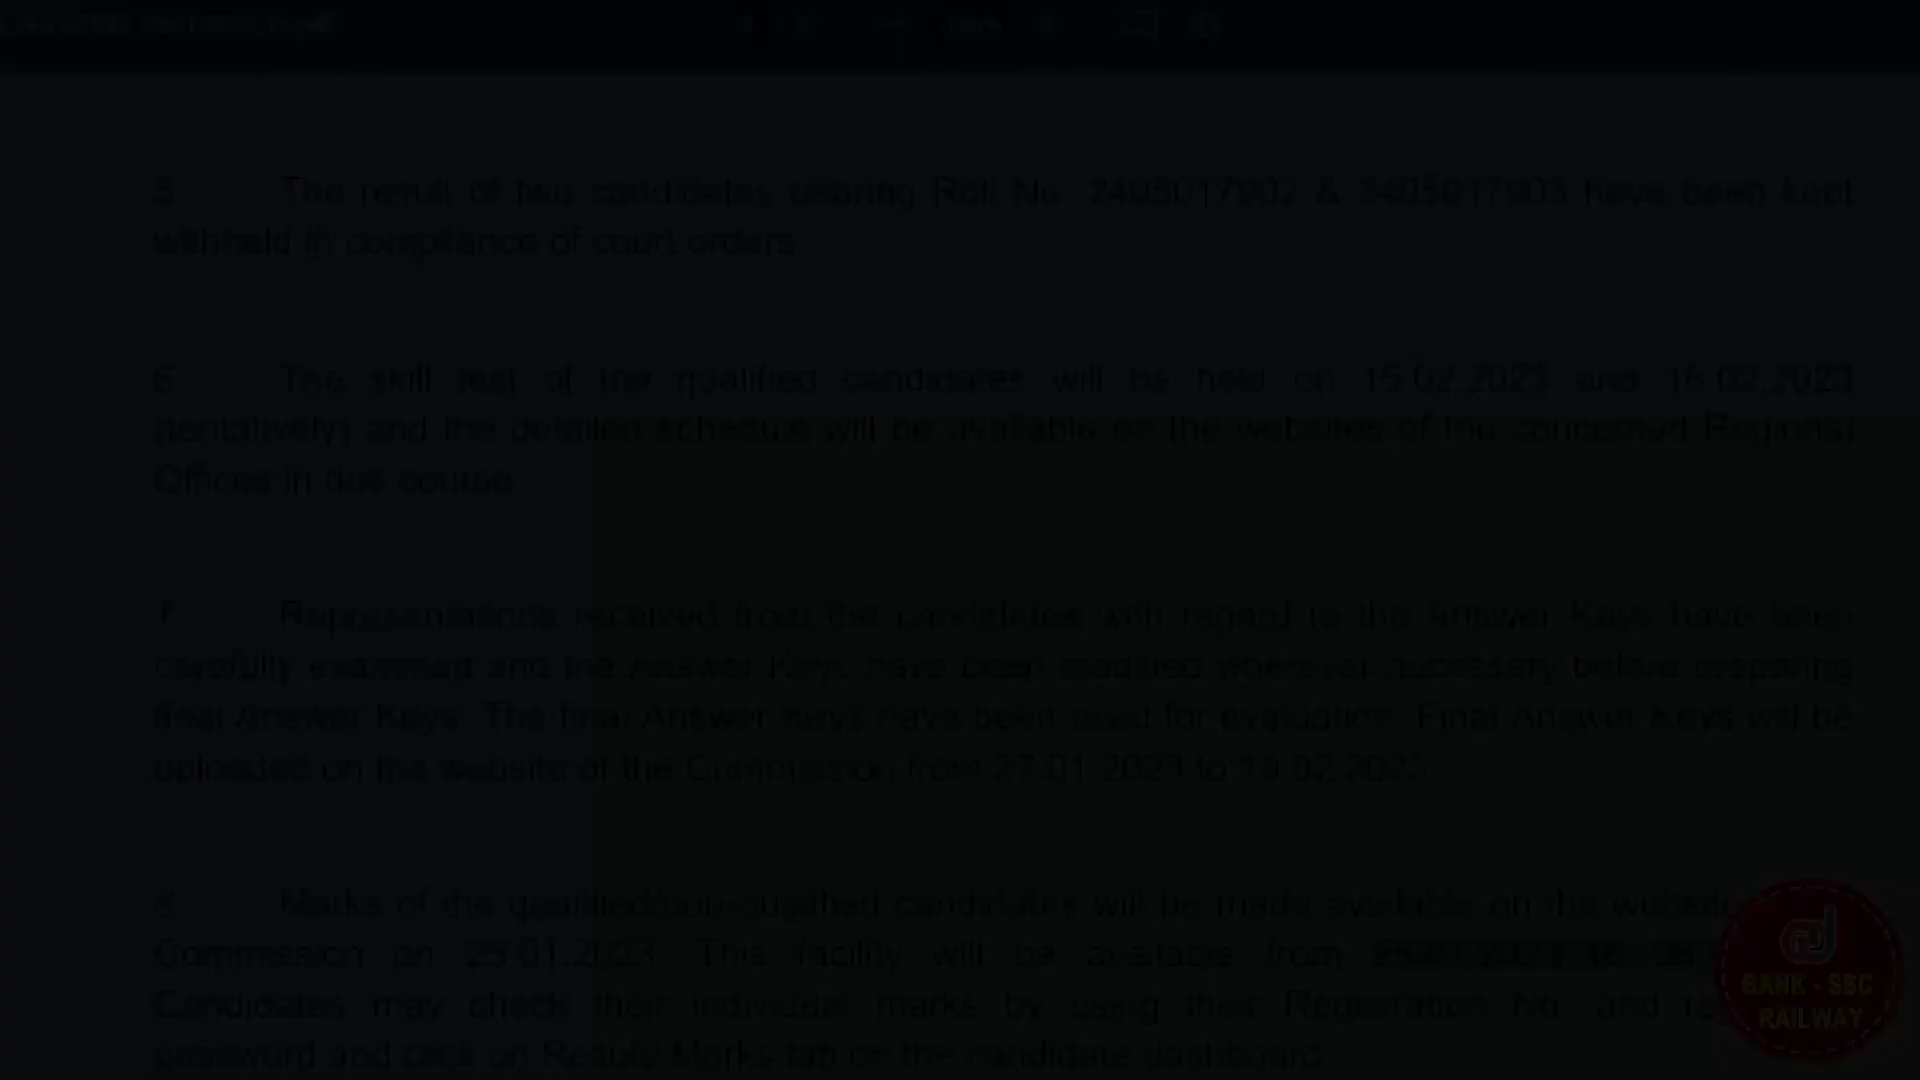 5. The result of two candidates bearing Roll No. 2405017902 & 2405017903 have been kept
withheld in compliance of court orders.
6. The skill test of the qualified candidates will be held on 15.02.2023 and 16.02.2023
(tentatively) and the detailed schedule will be available on the websites of the concerned Regional
Offices in due course.
7. Representations received from the candidates with regard to the Answer Keys have been
carefully examined and the Answer Keys have been modified wherever necessary before preparing
final Answer Keys. The final Answer Keys have been used for evaluation. Final Answer Keys will be
uploaded on the website of the Commission from 27.01.2023 to
8. Marks of the qualified/non-qualified candidates will be made available on the website
Commission on This facility will be available from
Candidates may check their individual marks by using their Registration No. and
password and click on Result/ Marks tab on the candidate dashboard.
BANK - SBC
RAILWAY